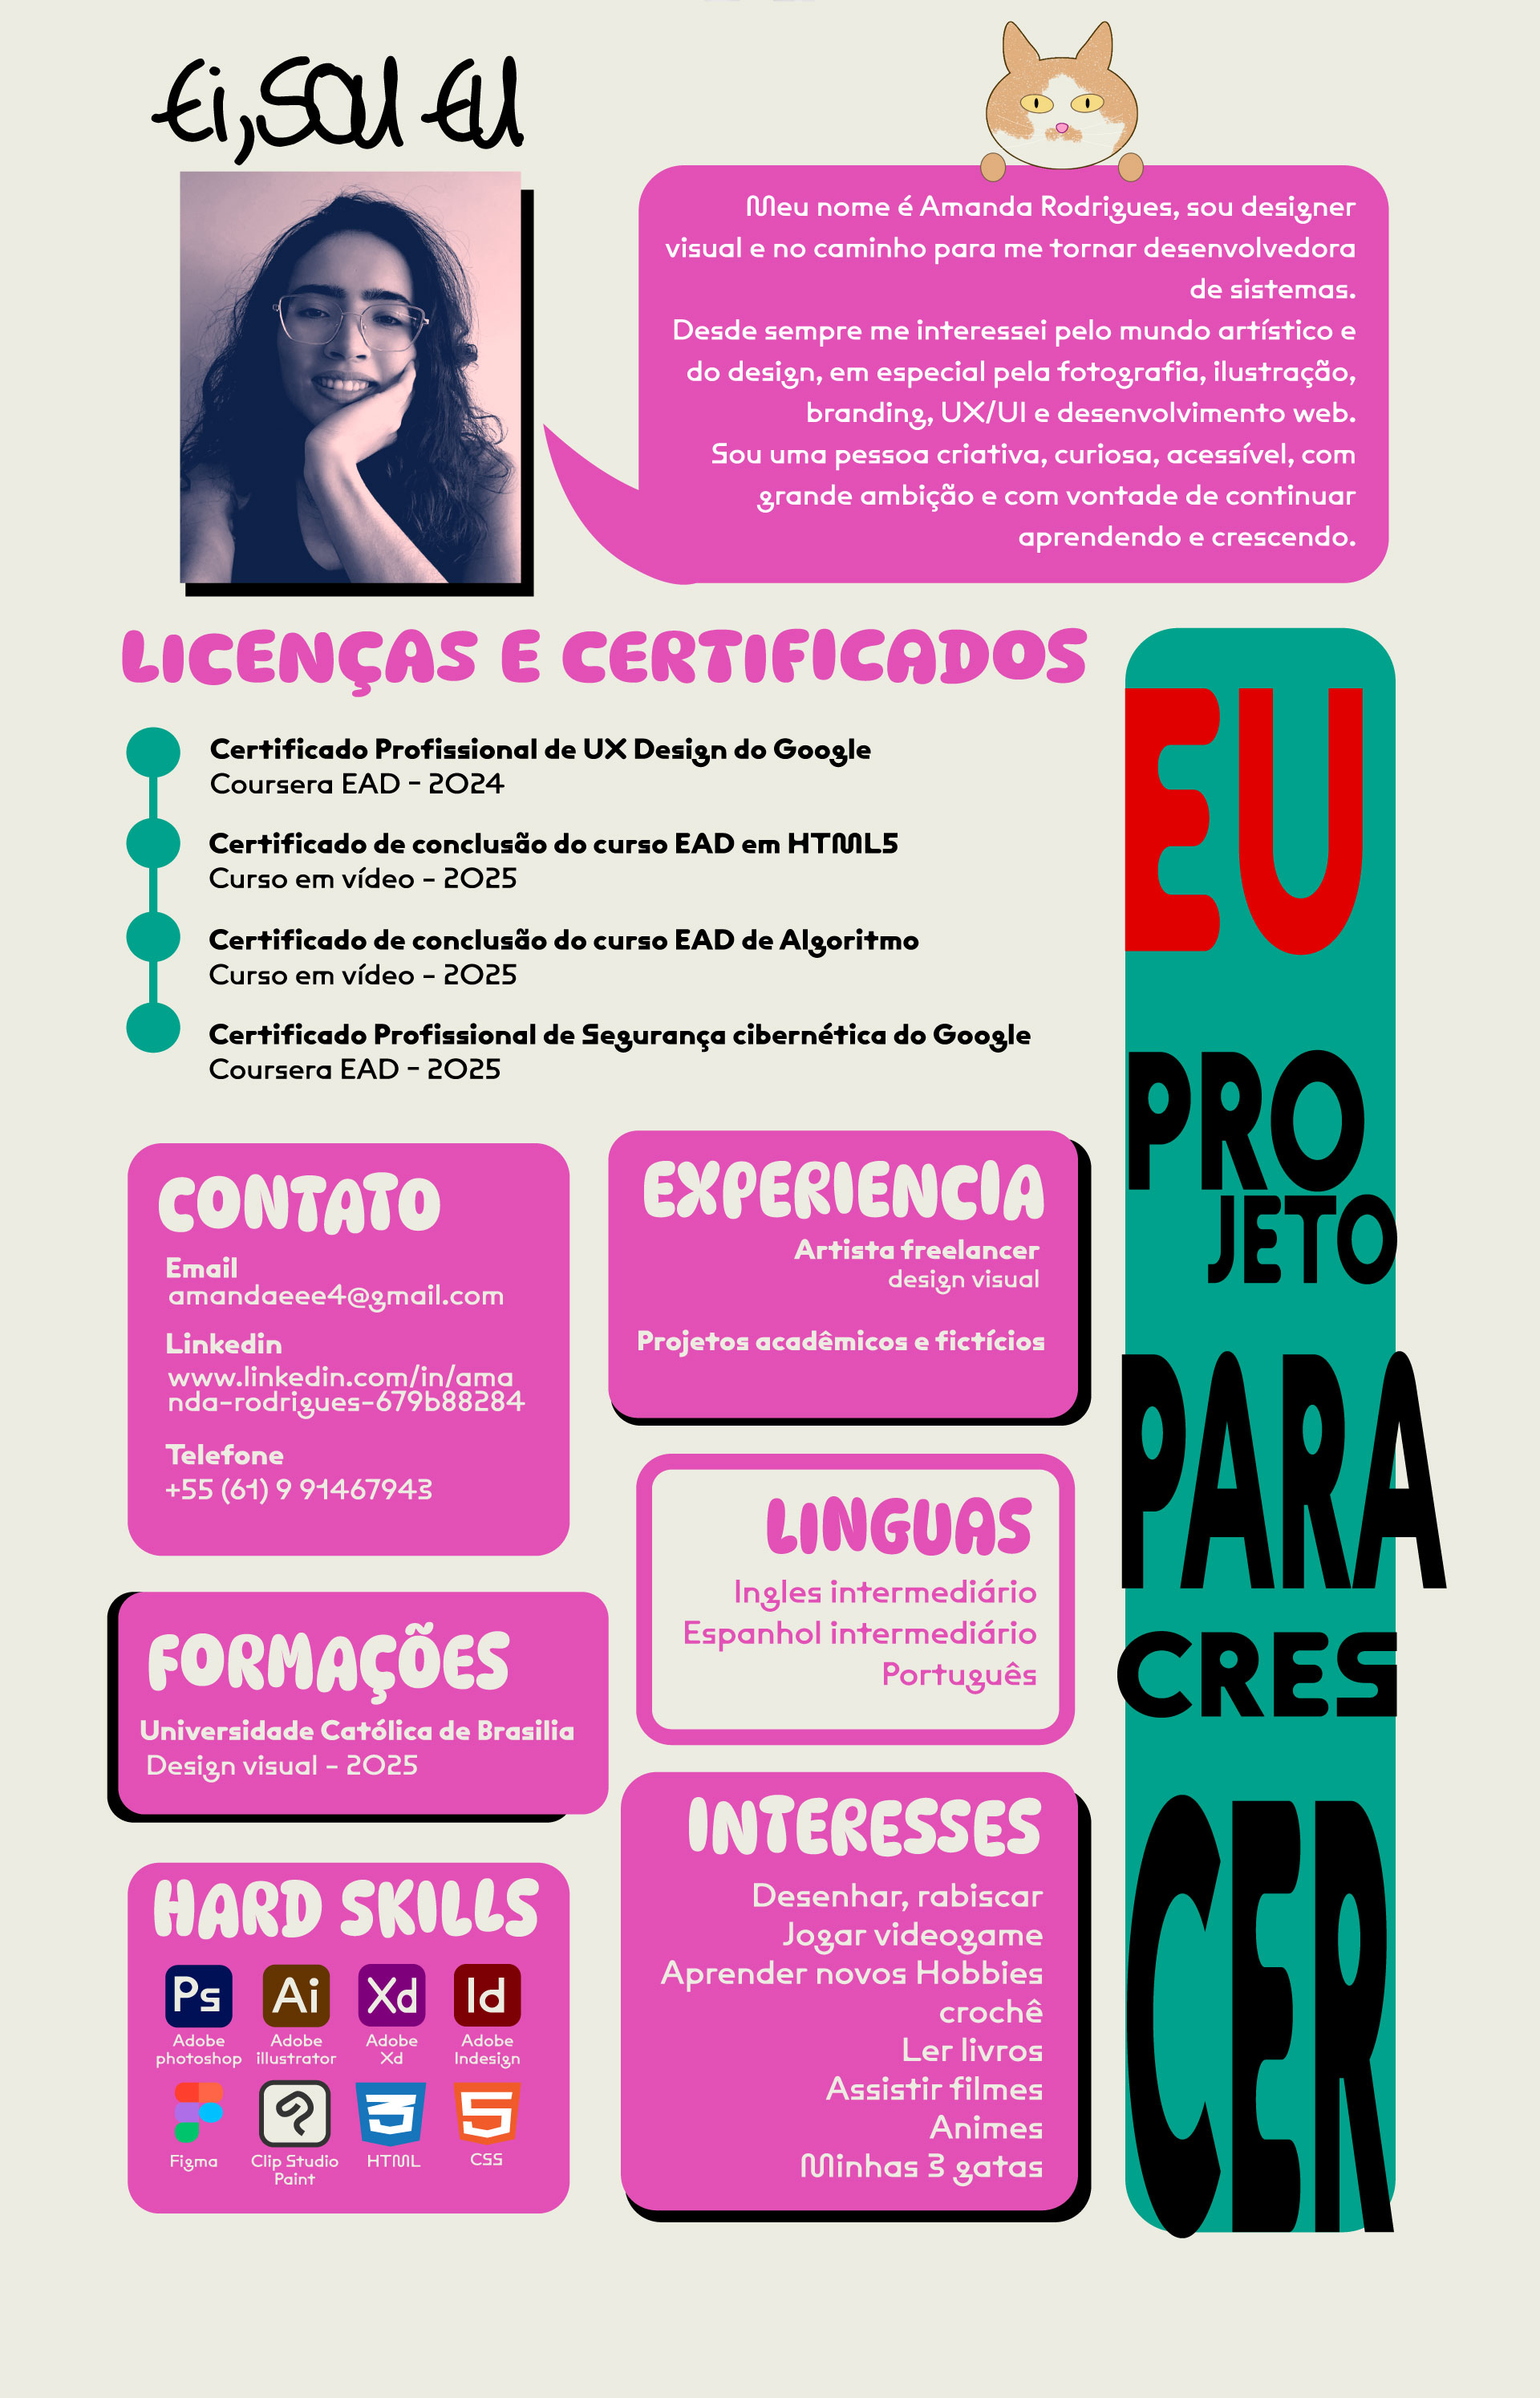 Ei, SOU EU
Meu nome é Amanda Rodrigues, sou designer
visual e no caminho para me tornar desenvolvedora
de sistemas.
Desde sempre me interessei pelo mundo artístico e
do design, em especial pela fotografia, ilustração,
branding, UX/UI e desenvolvimento web.
Sou uma pessoa criativa, curiosa, acessível, com
grande ambição e com vontade de continuar
aprendendo e crescendo.
LICENÇAS E CERTIFICADOS
Certificado Profissional de UX Design do Google
Coursera EAD - 2024
Certificado de conclusão do curso EAD em HTML5
Curso em vídeo - 2025
Certificado de conclusão do curso EAD de Algoritmo
Curso em vídeo - 2025
Certificado Profissional de Segurança cibernética do Google
Coursera EAD - 2025
CONTATO
Email
amandaeee4@gmail.com
Linkedin
www.linkedin.com/in/ama
nda-rodrigues-679b88284
Telefone
+55 (61) 9 91467943
FORMAÇÕES
Universidade Católica de Brasilia
Design visual - 2025
HARD SKILLS
Ps Ai Xd Id
Adobe Adobe Adobe Adobe
photoshop illustrator Xd Indesign
Figma Clip Studio HTML CSS
Paint
EXPERIENCIA
Artista freelancer
design visual
Projetos acadêmicos e fictícios
LINGUAS
Ingles intermediário
Espanhol intermediário
Português
INTERESSES
Desenhar, rabiscar
Jogar videogame
Aprender novos Hobbies
crochê
Ler livros
Assistir filmes
Animes
Minhas 3 gatas
EU
PRO
JETO
PARA
CRES
CER